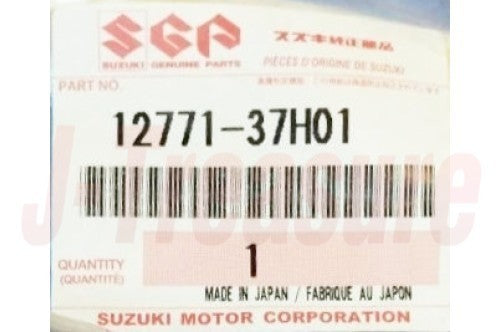 SGP
SUZUKI GENUINE PARTS
スズキ純正部品
PIÈCES D'ORIGINE DE SUZUKI
PART NO.
12771-37H01
J-Treasure
QUANTITY
(QUANTITÉ)
1
MADE IN JAPAN / FABRIQUE AU JAPON
SUZUKI MOTOR CORPORATION